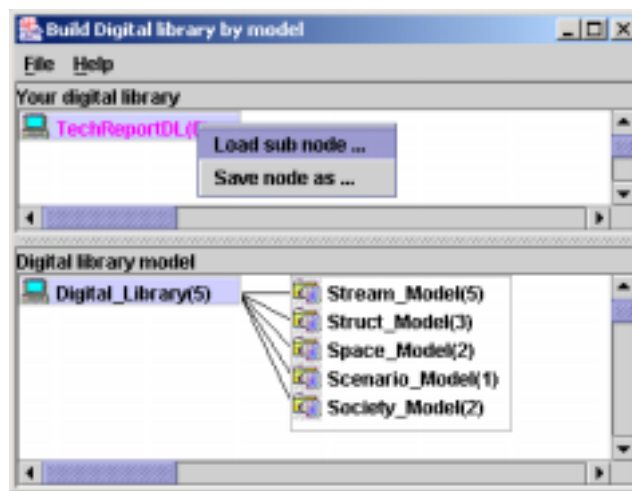 Build Digital library by model
File Help
Your digital library
TechReportDL(
Load sub node ...
Save node as ...
Digital library model
Digital_Library(5)
Stream_Model(5)
Struct_Model(3)
Space_Model(2)
Scenario_Model(1)
Society_Model(2)